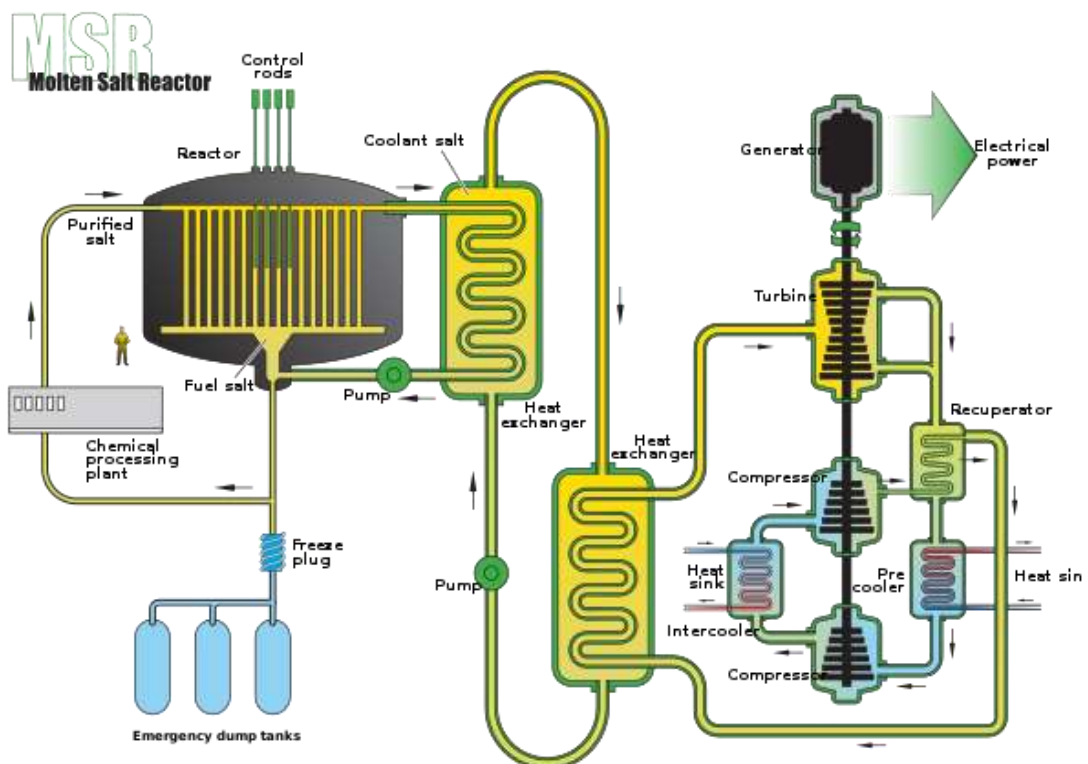 MSR
Molten Salt Reactor
Control
rods
Reactor
Coolant salt
Purified
salt
Fuel salt
Pump
Heat
exchanger
Chemical
processing
plant
Freeze
plug
Emergency dump tanks
Pump
Heat
exchanger
Generator
Electrical
power
Turbine
Recuperator
Compressor
Heat
sink
Pre
cooler
Heat sin
Intercooler
Compressor